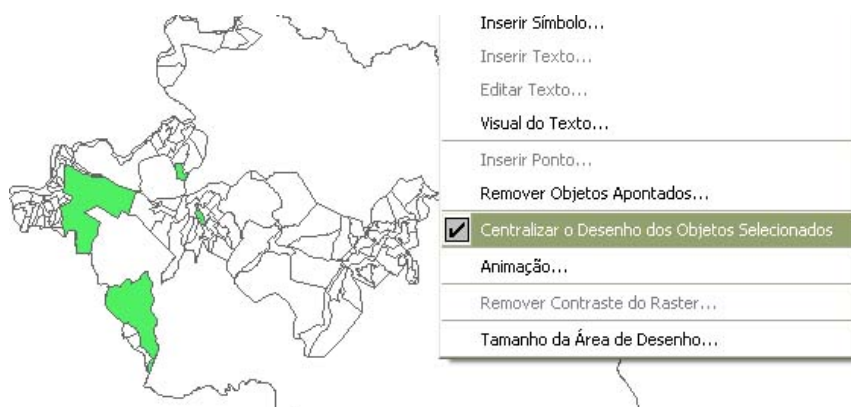 Inserir Símbolo...
Inserir Texto...
Editar Texto...
Visual do Texto...
Inserir Ponto...
Remover Objetos Apontados...
Centralizar o Desenho dos Objetos Selecionados
Animação...
Remover Contraste do Raster...
Tamanho da Área de Desenho...